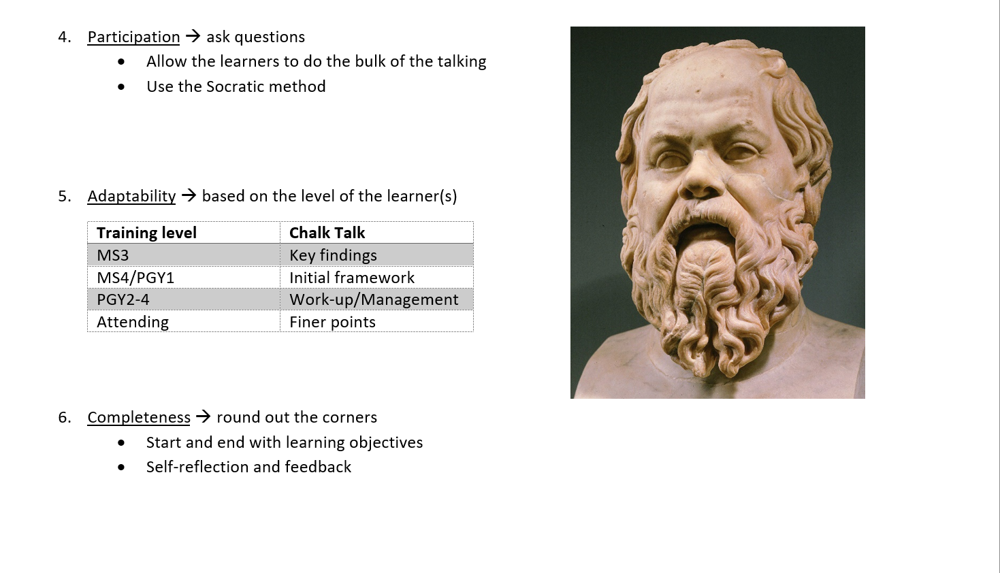 4. Participation → ask questions
• Allow the learners to do the bulk of the talking
• Use the Socratic method
5. Adaptability → based on the level of the learner(s)
Training level Chalk Talk
MS3 Key findings
MS4/PGY1 Initial framework
PGY2-4 Work-up/Management
Attending Finer points
6. Completeness → round out the corners
• Start and end with learning objectives
• Self-reflection and feedback